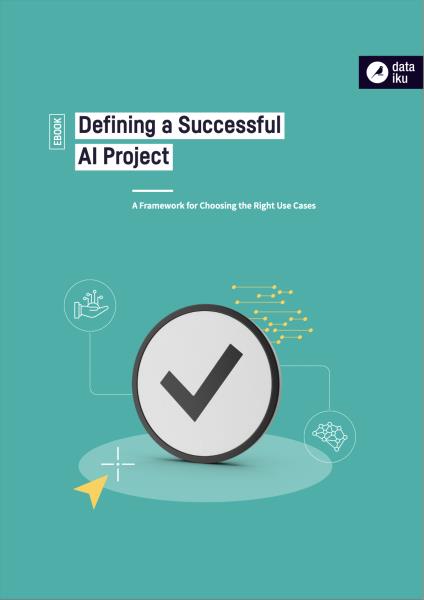 data
iku
EBOOK
Defining a Successful
AI Project
A Framework for Choosing the Right Use Cases